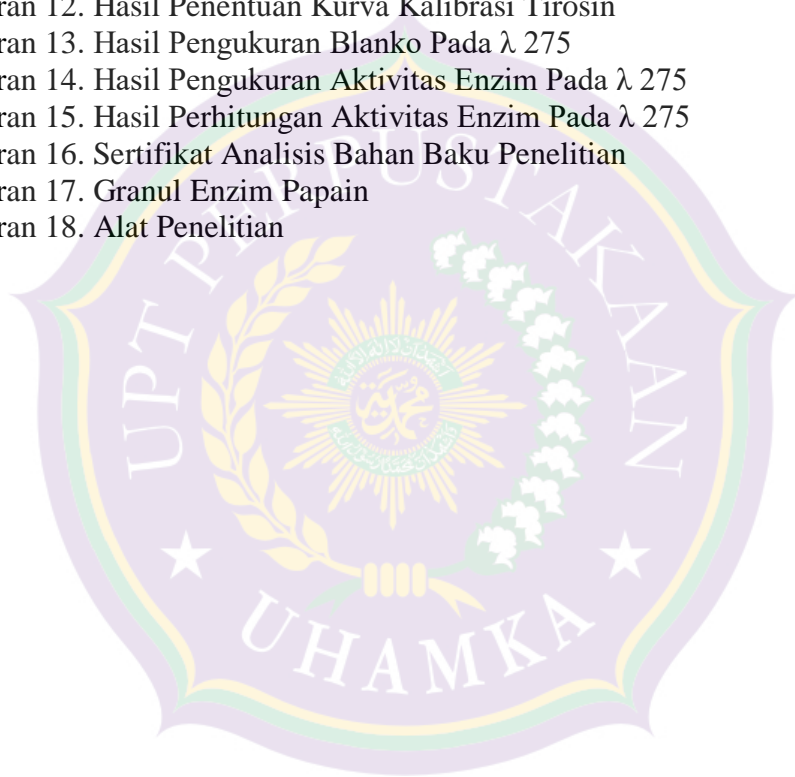 ran 12. Hasil Penentuan Kurva Kalibrasi Tirosin
ran 13. Hasil Pengukuran Blanko Pada λ 275
ran 14. Hasil Pengukuran Aktivitas Enzim Pada λ 275
ran 15. Hasil Perhitungan Aktivitas Enzim Pada λ 275
ran 16. Sertifikat Analisis Bahan Baku Penelitian
ran 17. Granul Enzim Papain
ran 18. Alat Penelitian
UPT PERPUSTAKAAN
UHAMKA